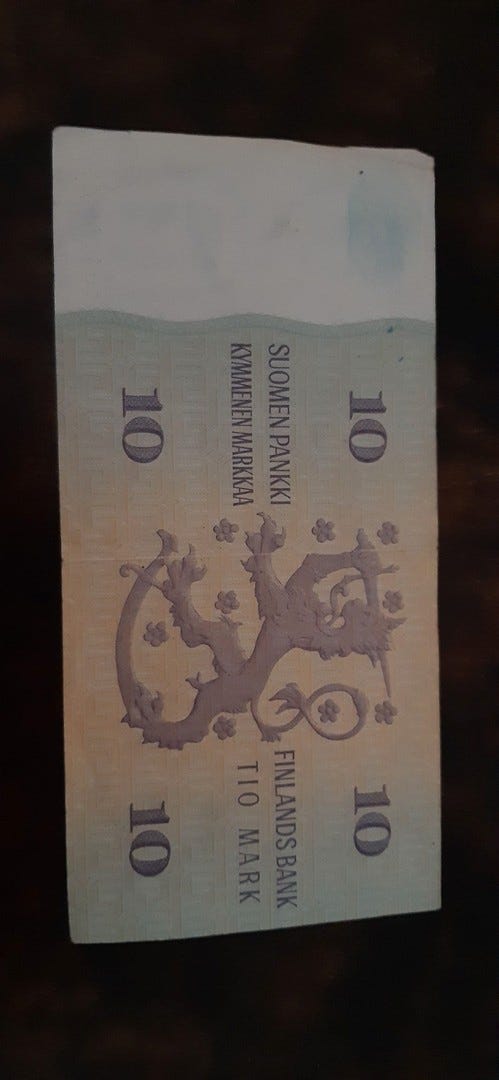 10
10
SUOMEN PANKKI
KYMMENEN MARKKAA
FINLANDS BANK
TIO MARK
10
10